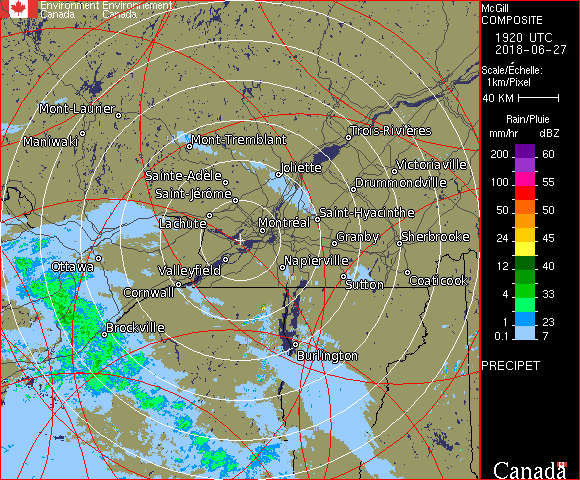 Environment Environnement
Canada Canada
McGill
COMPOSITE
1920 UTC
2018-06-27
Scale/Échelle:
1km/Pixel
40 KM
Rain/Pluie
mm/hr dBZ
200 60
100 55
50 50
24 45
12 40
4 33
1 23
0.1 7
PRECIPET
Mont-Laurier
Maniwaki
Mont-Tremblant
Trois-Rivières
Joliette
Victoriaville
Sainte-Adèle
Drummondville
Saint-Jérôme
Saint-Hyacinthe
Lachute
Montréal
Granby
Sherbrooke
Ottawa
Valleyfield
Napierville
Cornwall
Sutton
Coaticook
Brockville
Burlington
Canada